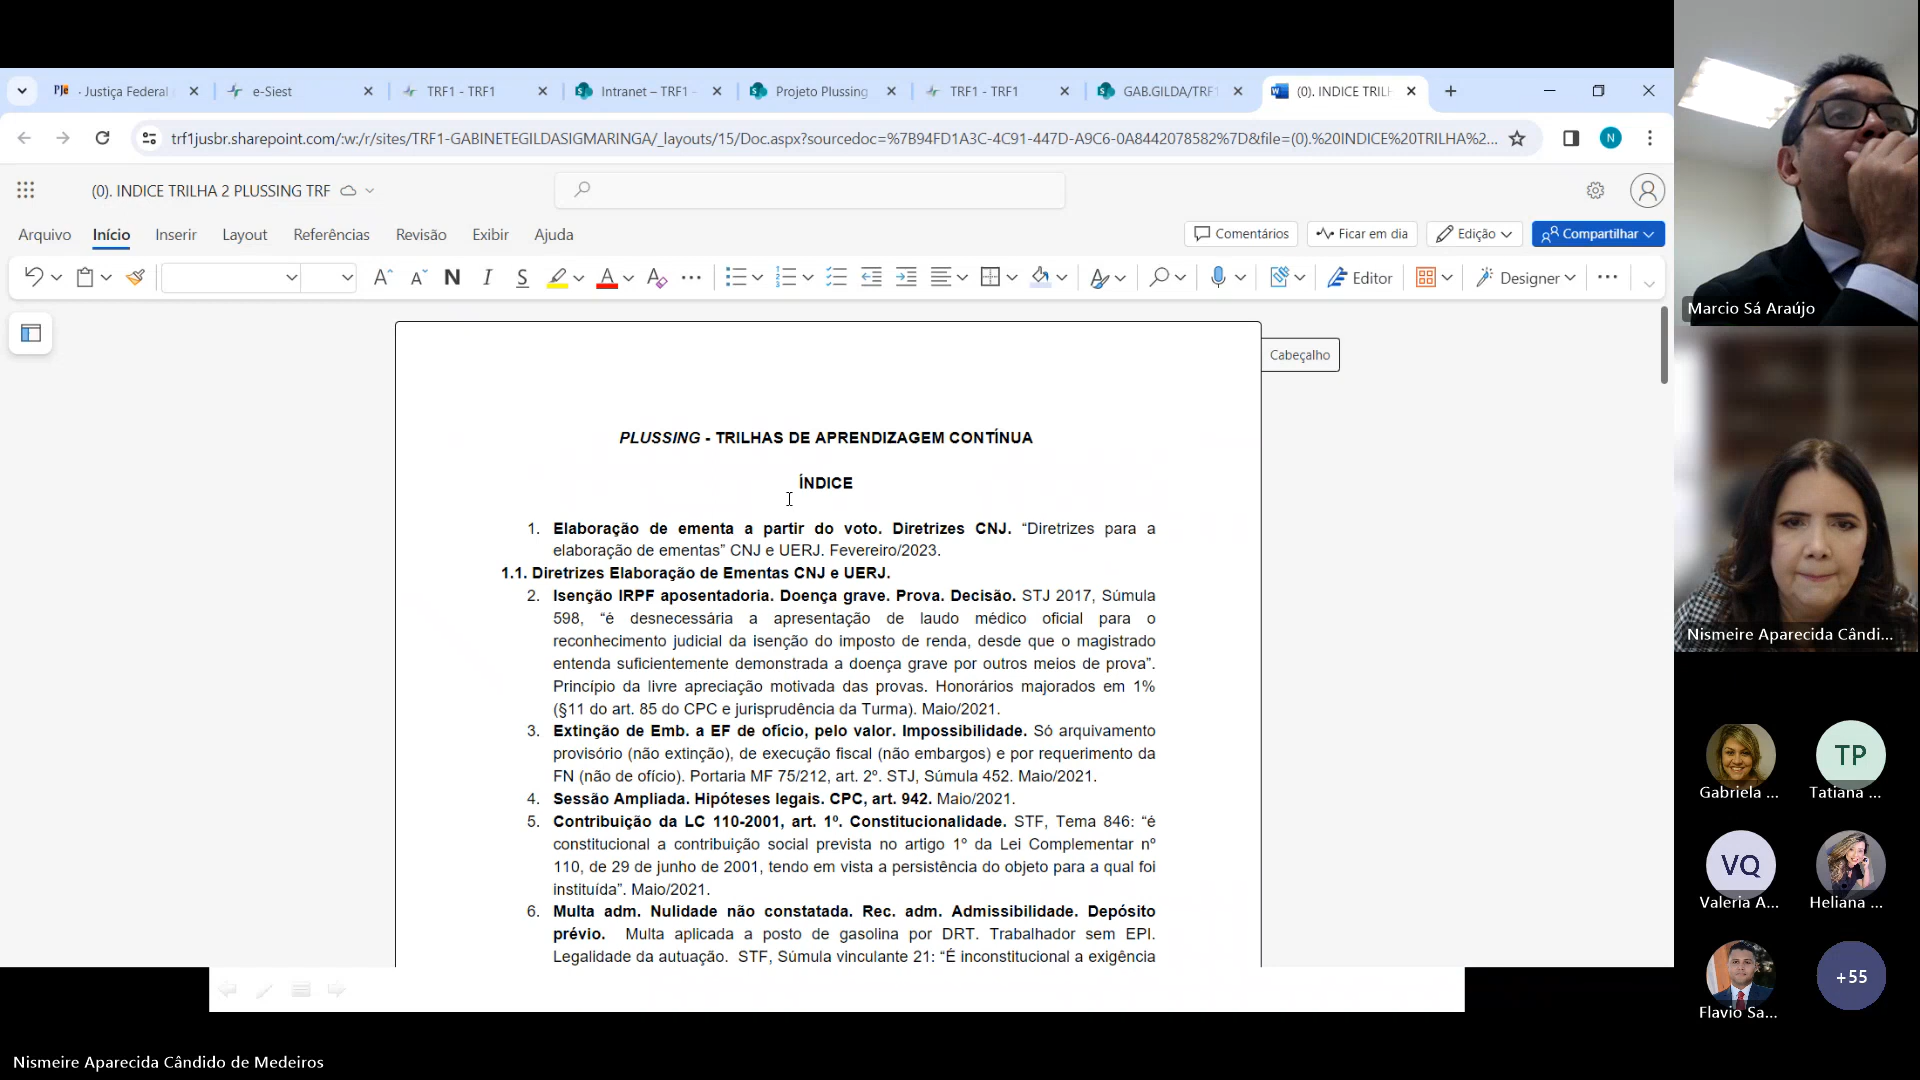 PJe - Justiça Federal
e-Siest
TRF1 - TRF1
Intranet – TRF1 -
Projeto Plussing
TRF1 - TRF1
GAB.GILDA/TRF1
(0). INDICE TRILH
trf1jusbr.sharepoint.com/:w:/r/sites/TRF1-GABINETEGILDASIGMARINGA/_layouts/15/Doc.aspx?sourcedoc=%7B94FD1A3C-4C91-447D-A9C6-0A8442078582%7D&file=(0).%20INDICE%20TRILHA%2...
N
(0). INDICE TRILHA 2 PLUSSING TRF
Arquivo Início Inserir Layout Referências Revisão Exibir Ajuda
Comentários Ficar em dia Edição Compartilhar
N I S
Editor Designer
Cabeçalho
PLUSSING - TRILHAS DE APRENDIZAGEM CONTÍNUA
ÍNDICE
1. Elaboração de ementa a partir do voto. Diretrizes CNJ. “Diretrizes para a
elaboração de ementas” CNJ e UERJ. Fevereiro/2023.
1.1. Diretrizes Elaboração de Ementas CNJ e UERJ.
2. Isenção IRPF aposentadoria. Doença grave. Prova. Decisão. STJ 2017, Súmula
598, “é desnecessária a apresentação de laudo médico oficial para o
reconhecimento judicial da isenção do imposto de renda, desde que o magistrado
entenda suficientemente demonstrada a doença grave por outros meios de prova”.
Princípio da livre apreciação motivada das provas. Honorários majorados em 1%
(§11 do art. 85 do CPC e jurisprudência da Turma). Maio/2021.
3. Extinção de Emb. a EF de ofício, pelo valor. Impossibilidade. Só arquivamento
provisório (não extinção), de execução fiscal (não embargos) e por requerimento da
FN (não de ofício). Portaria MF 75/212, art. 2º. STJ, Súmula 452. Maio/2021.
4. Sessão Ampliada. Hipóteses legais. CPC, art. 942. Maio/2021.
5. Contribuição da LC 110-2001, art. 1º. Constitucionalidade. STF, Tema 846: “é
constitucional a contribuição social prevista no artigo 1º da Lei Complementar nº
110, de 29 de junho de 2001, tendo em vista a persistência do objeto para a qual foi
instituída”. Maio/2021.
6. Multa adm. Nulidade não constatada. Rec. adm. Admissibilidade. Depósito
prévio. Multa aplicada a posto de gasolina por DRT. Trabalhador sem EPI.
Legalidade da autuação. STF, Súmula vinculante 21: “É inconstitucional a exigência
Marcio Sá Araújo
Nismeire Aparecida Cândi...
TP
Gabriela ... Tatiana ...
VQ
Valeria A... Heliana ...
+55
Flavio Sa...
Nismeire Aparecida Cândido de Medeiros